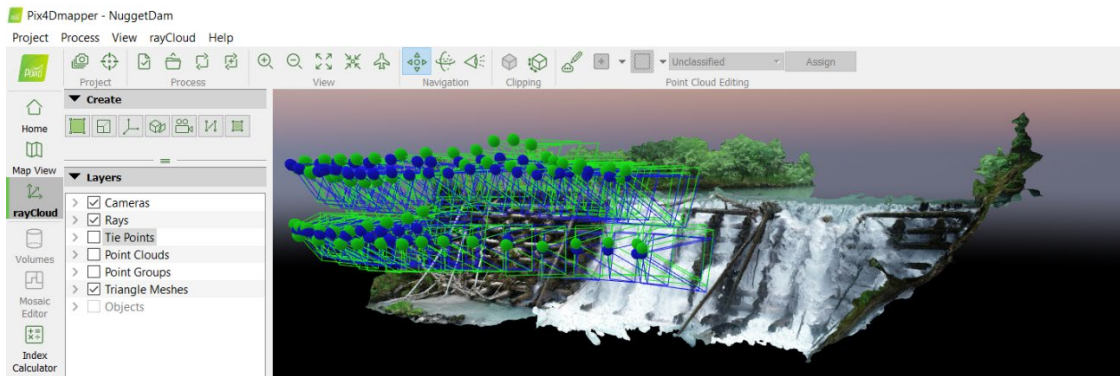 Pix4Dmapper - NuggetDam
Project Process View rayCloud Help
Project Process View Navigation Clipping Point Cloud Editing
Unclassified Assign
Home
Map View
rayCloud
Volumes
Mosaic
Editor
Index
Calculator
Create
Layers
Cameras
Rays
Tie Points
Point Clouds
Point Groups
Triangle Meshes
Objects